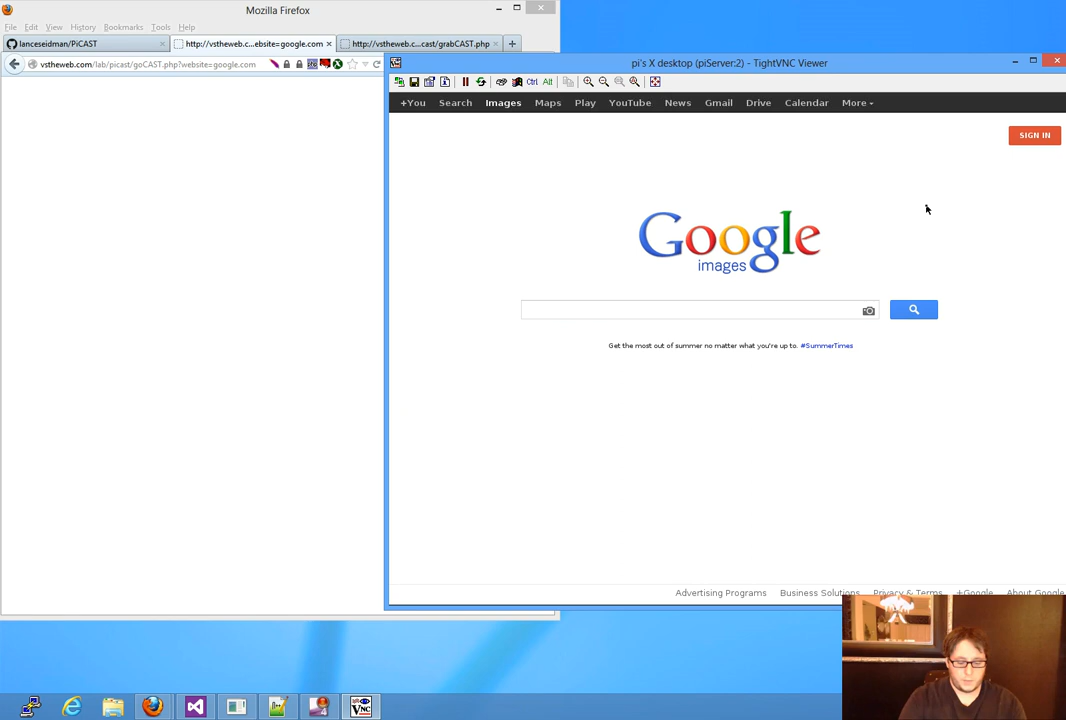 Mozilla Firefox
File Edit View History Bookmarks Tools Help
lanceseidman/PiCAST
http://vstheweb.c...ebsite=google.com
http://vstheweb.c...cast/grabCAST.php
vstheweb.com/lab/picast/goCAST.php?website=google.com
pi's X desktop (piServer:2) - TightVNC Viewer
Ctrl Alt
+You Search Images Maps Play YouTube News Gmail Drive Calendar More
SIGN IN
Google
images
Get the most out of summer no matter what you're up to. #SummerTimes
Advertising Programs Business Solutions Privacy & Terms +Google About Google
VNC